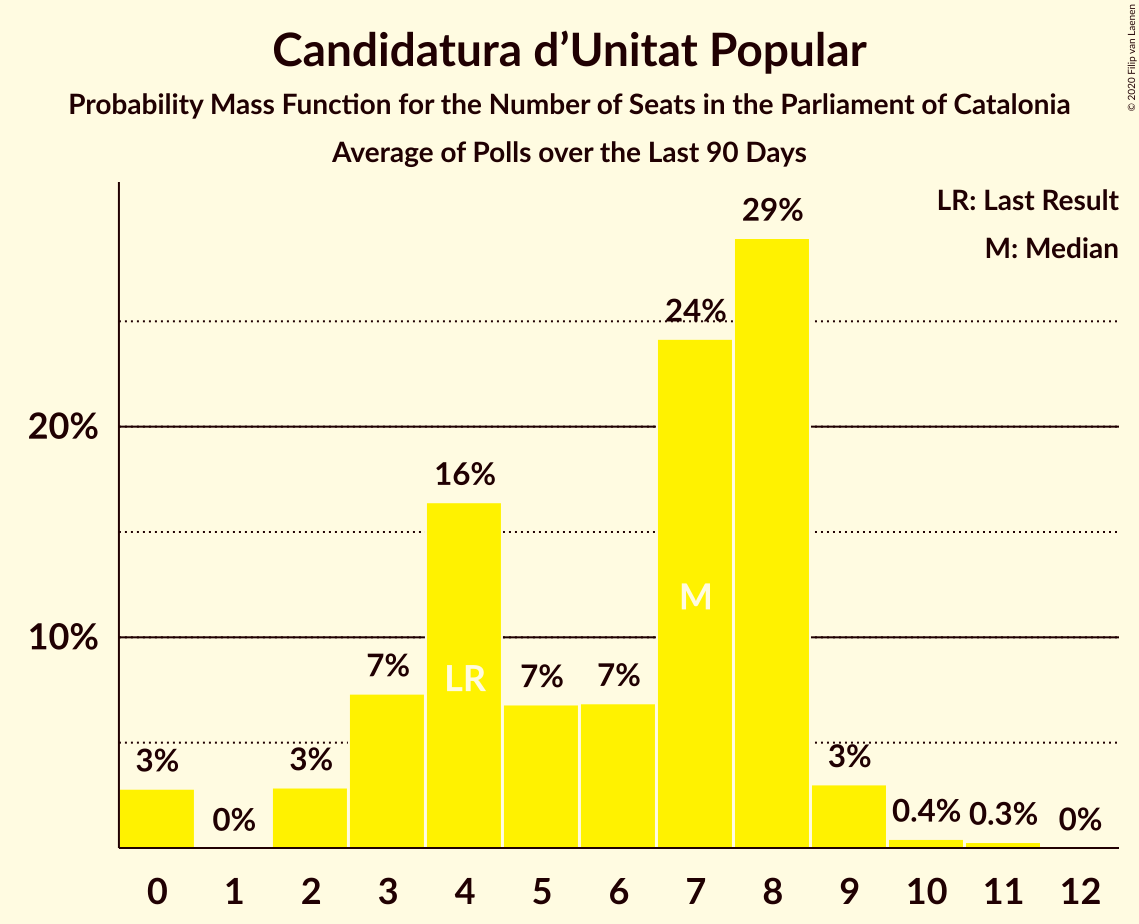 Candidatura d’Unitat Popular
Probability Mass Function for the Number of Seats in the Parliament of Catalonia
Average of Polls over the Last 90 Days
© 2020 Filip van Laenen
LR: Last Result
M: Median
20%
10%
3%
0%
3%
7%
16%
7%
7%
24%
29%
3%
0.4%
0.3%
0%
LR
M
0 1 2 3 4 5 6 7 8 9 10 11 12